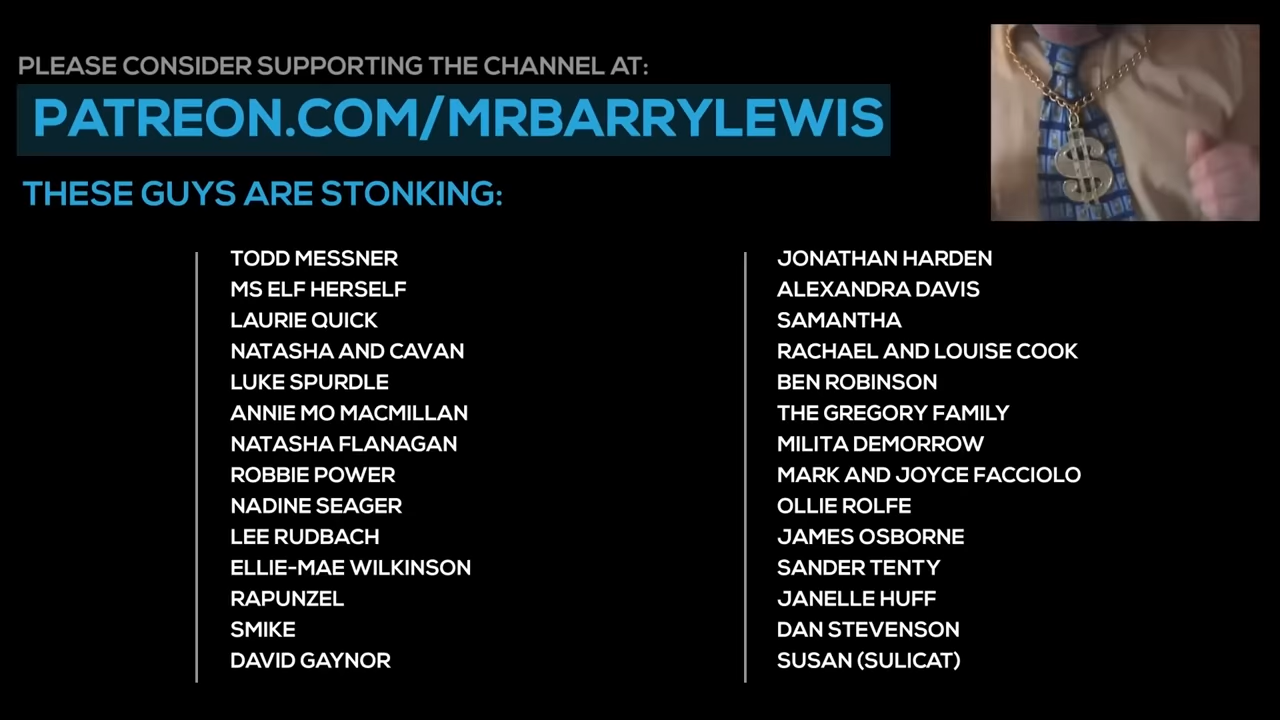 PLEASE CONSIDER SUPPORTING THE CHANNEL AT:
PATREON.COM/MRBARRYLEWIS
THESE GUYS ARE STONKING:
TODD MESSNER
MS ELF HERSELF
LAURIE QUICK
NATASHA AND CAVAN
LUKE SPURDLE
ANNIE MO MACMILLAN
NATASHA FLANAGAN
ROBBIE POWER
NADINE SEAGER
LEE RUDBACH
ELLIE-MAE WILKINSON
RAPUNZEL
SMIKE
DAVID GAYNOR
JONATHAN HARDEN
ALEXANDRA DAVIS
SAMANTHA
RACHAEL AND LOUISE COOK
BEN ROBINSON
THE GREGORY FAMILY
MILITA DEMORROW
MARK AND JOYCE FACCIOLO
OLLIE ROLFE
JAMES OSBORNE
SANDER TENTY
JANELLE HUFF
DAN STEVENSON
SUSAN (SULICAT)